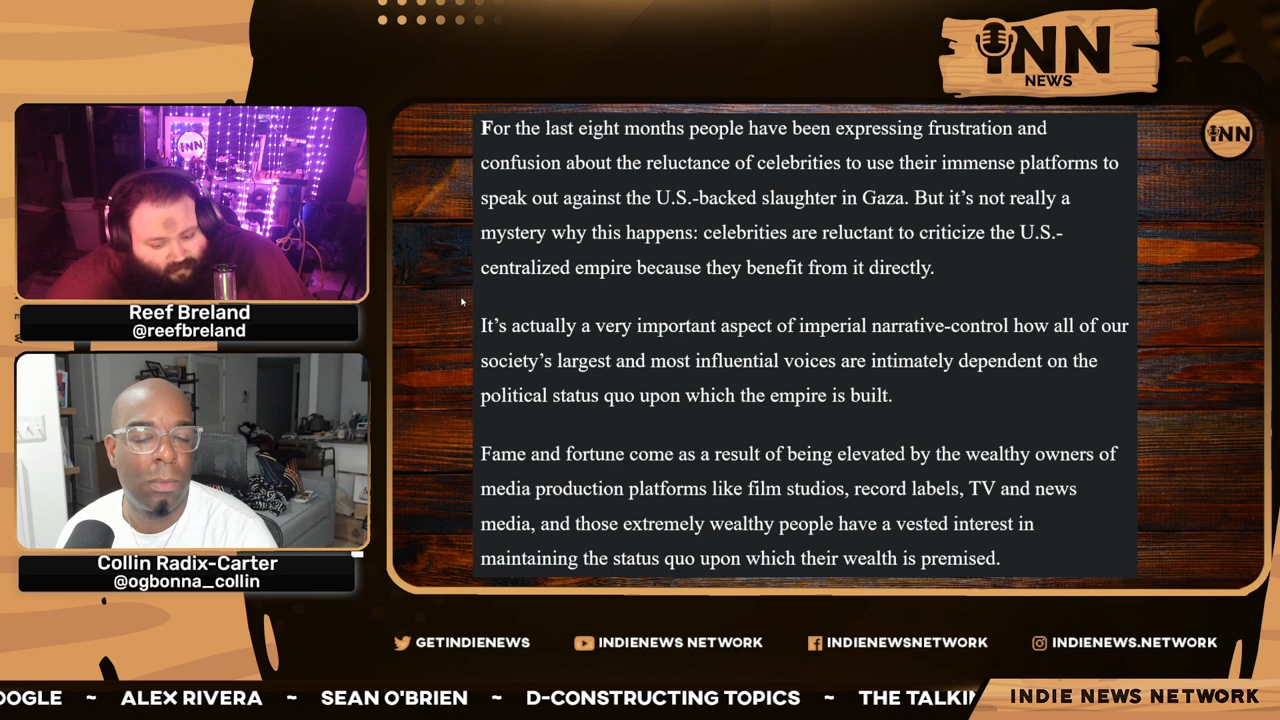 INN
NEWS
INN
INN
For the last eight months people have been expressing frustration and
confusion about the reluctance of celebrities to use their immense platforms to
speak out against the U.S.-backed slaughter in Gaza. But it’s not really a
mystery why this happens: celebrities are reluctant to criticize the U.S.-
centralized empire because they benefit from it directly.
It’s actually a very important aspect of imperial narrative-control how all of our
society’s largest and most influential voices are intimately dependent on the
political status quo upon which the empire is built.
Fame and fortune come as a result of being elevated by the wealthy owners of
media production platforms like film studios, record labels, TV and news
media, and those extremely wealthy people have a vested interest in
maintaining the status quo upon which their wealth is premised.
Reef Breland
@reefbreland
Collin Radix-Carter
@ogbonna_collin
GETINDIENEWS
INDIENEWS NETWORK
INDIENEWSNETWORK
INDIENEWS.NETWORK
OOGLE ~ ALEX RIVERA ~ SEAN O'BRIEN ~ D-CONSTRUCTING TOPICS ~ THE TALKIN
INDIE NEWS NETWORK